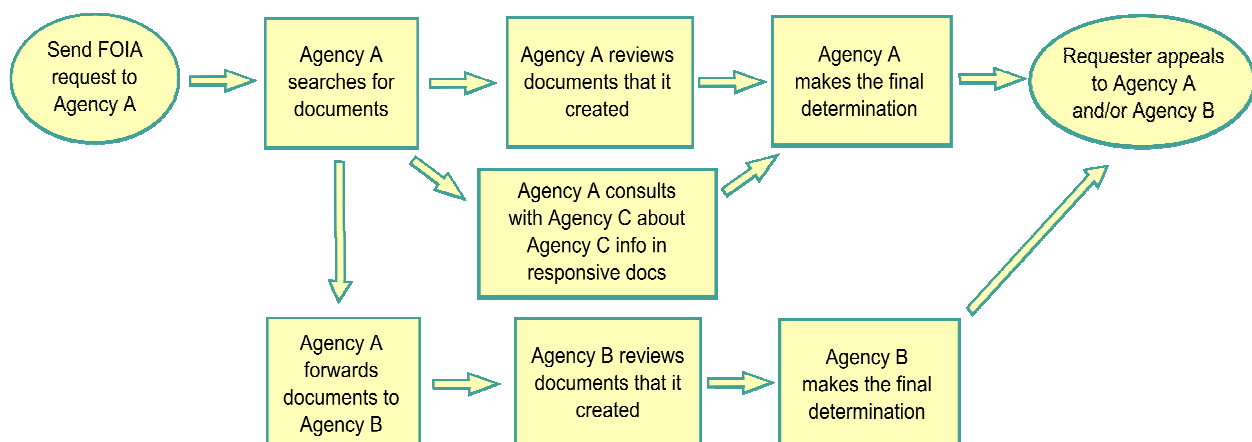 Send FOIA
request to
Agency A
Agency A
searches for
documents
Agency A reviews
documents that it
created
Agency A
makes the final
determination
Requester appeals
to Agency A
and/or Agency B
Agency A consults
with Agency C about
Agency C info in
responsive docs
Agency A
forwards
documents to
Agency B
Agency B reviews
documents that it
created
Agency B
makes the final
determination